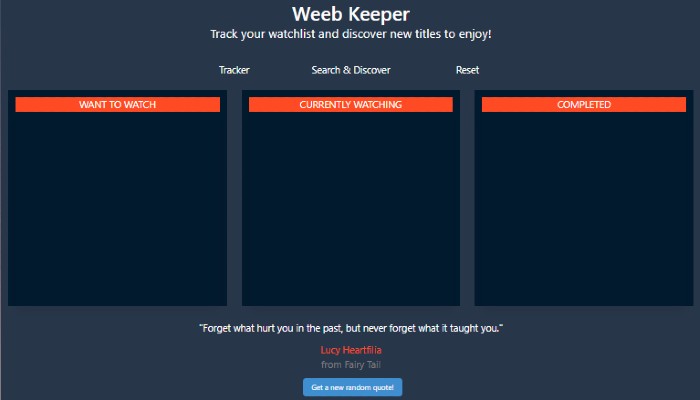 Weeb Keeper
Track your watchlist and discover new titles to enjoy!
Tracker Search & Discover Reset
WANT TO WATCH CURRENTLY WATCHING COMPLETED
"Forget what hurt you in the past, but never forget what it taught you."
Lucy Heartfilia
from Fairy Tail
Get a new random quote!